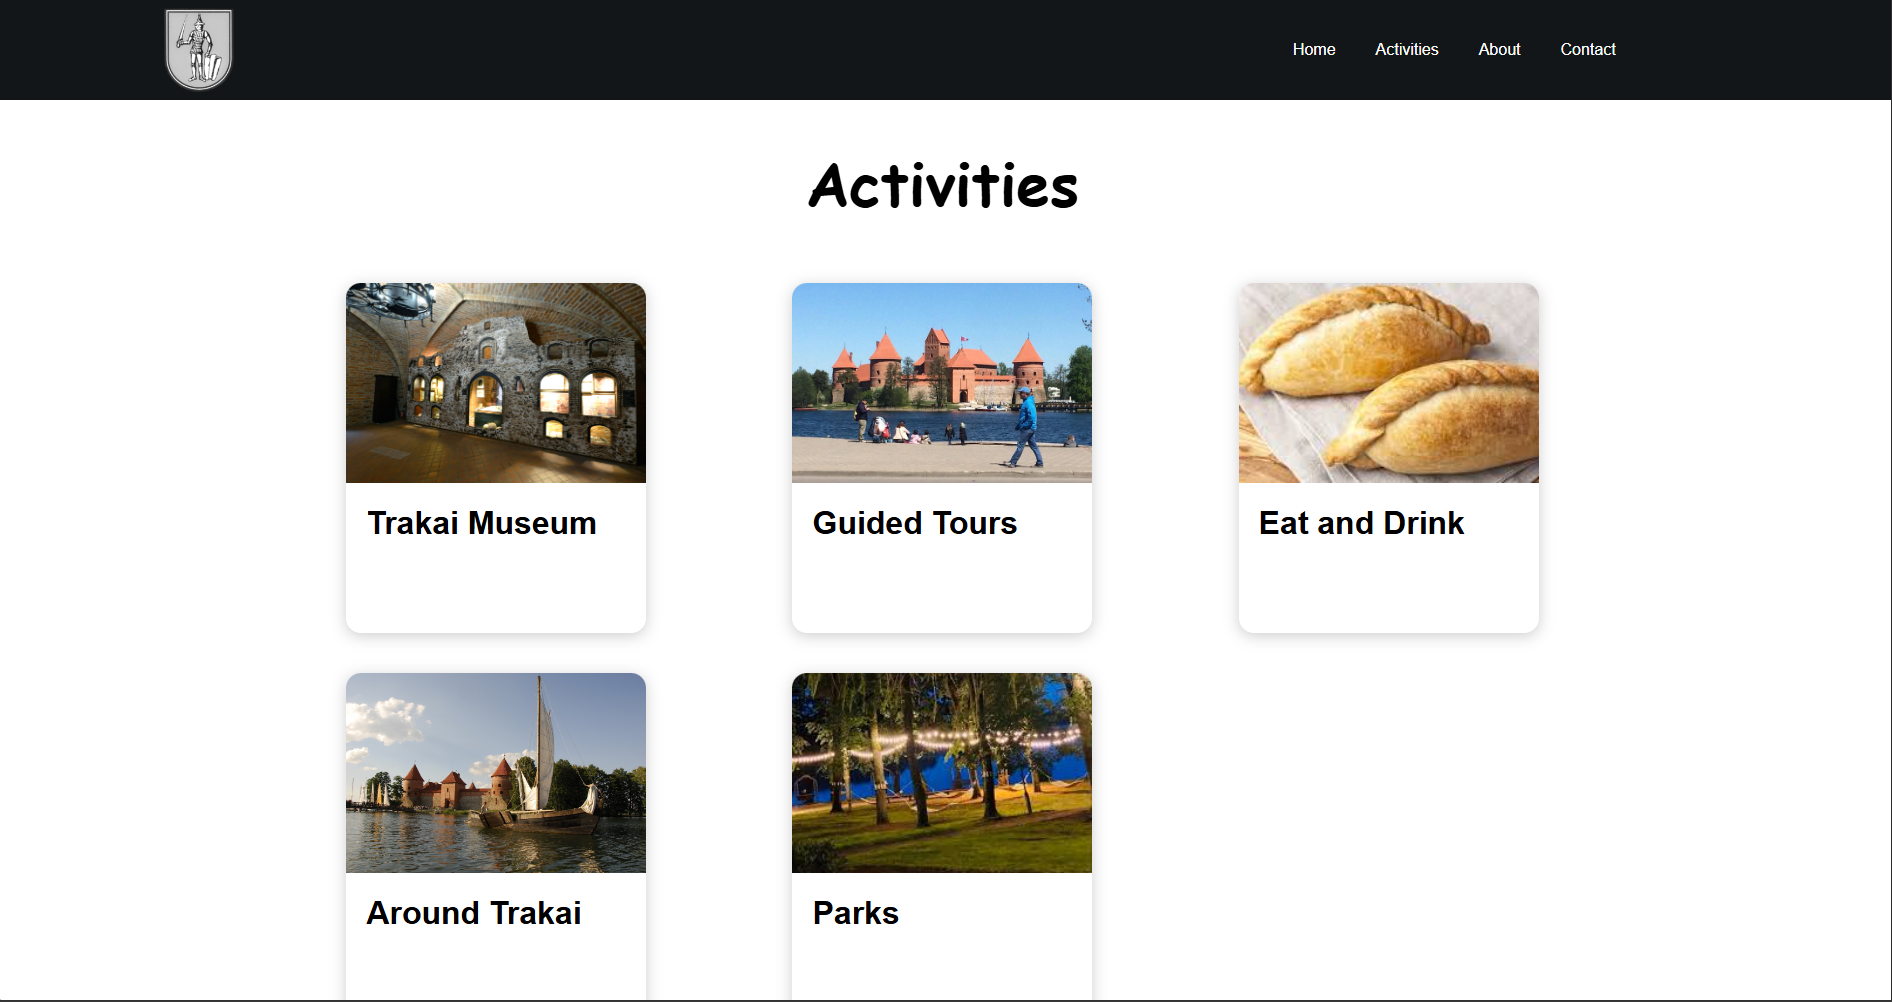 Home Activities About Contact
Activities
Trakai Museum
Guided Tours
Eat and Drink
Around Trakai
Parks